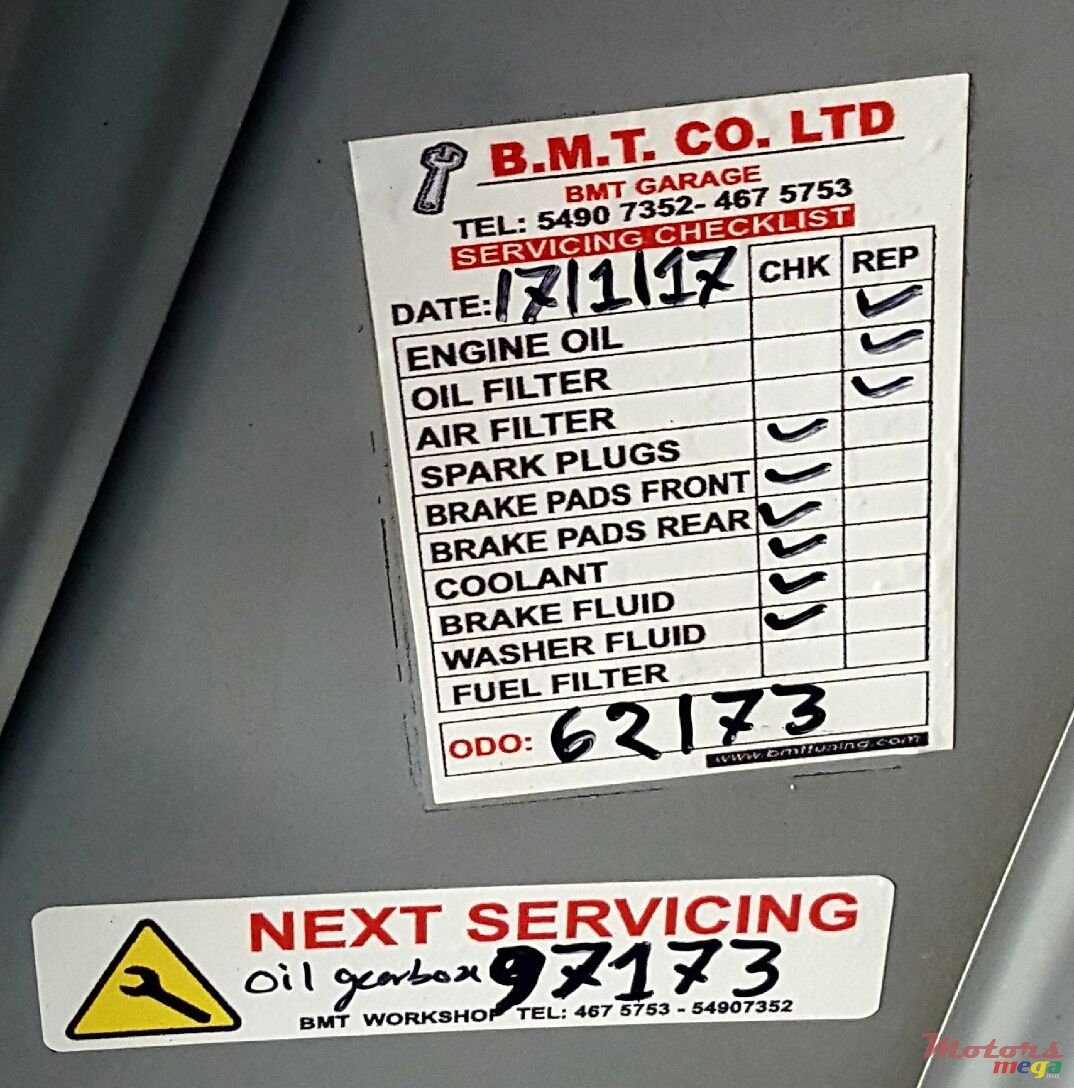 B.M.T. CO. LTD
BMT GARAGE
TEL: 5490 7352- 467 5753
SERVICING CHECKLIST
DATE: 17/1/17 CHK REP
ENGINE OIL ✓
OIL FILTER ✓
AIR FILTER ✓
SPARK PLUGS ✓
BRAKE PADS FRONT ✓
BRAKE PADS REAR ✓
COOLANT ✓
BRAKE FLUID ✓
WASHER FLUID ✓
FUEL FILTER
ODO: 62173
www.bmttuning.com
NEXT SERVICING
oil gearbox 97173
BMT WORKSHOP TEL: 467 5753 - 54907352
Motors
mega.mu